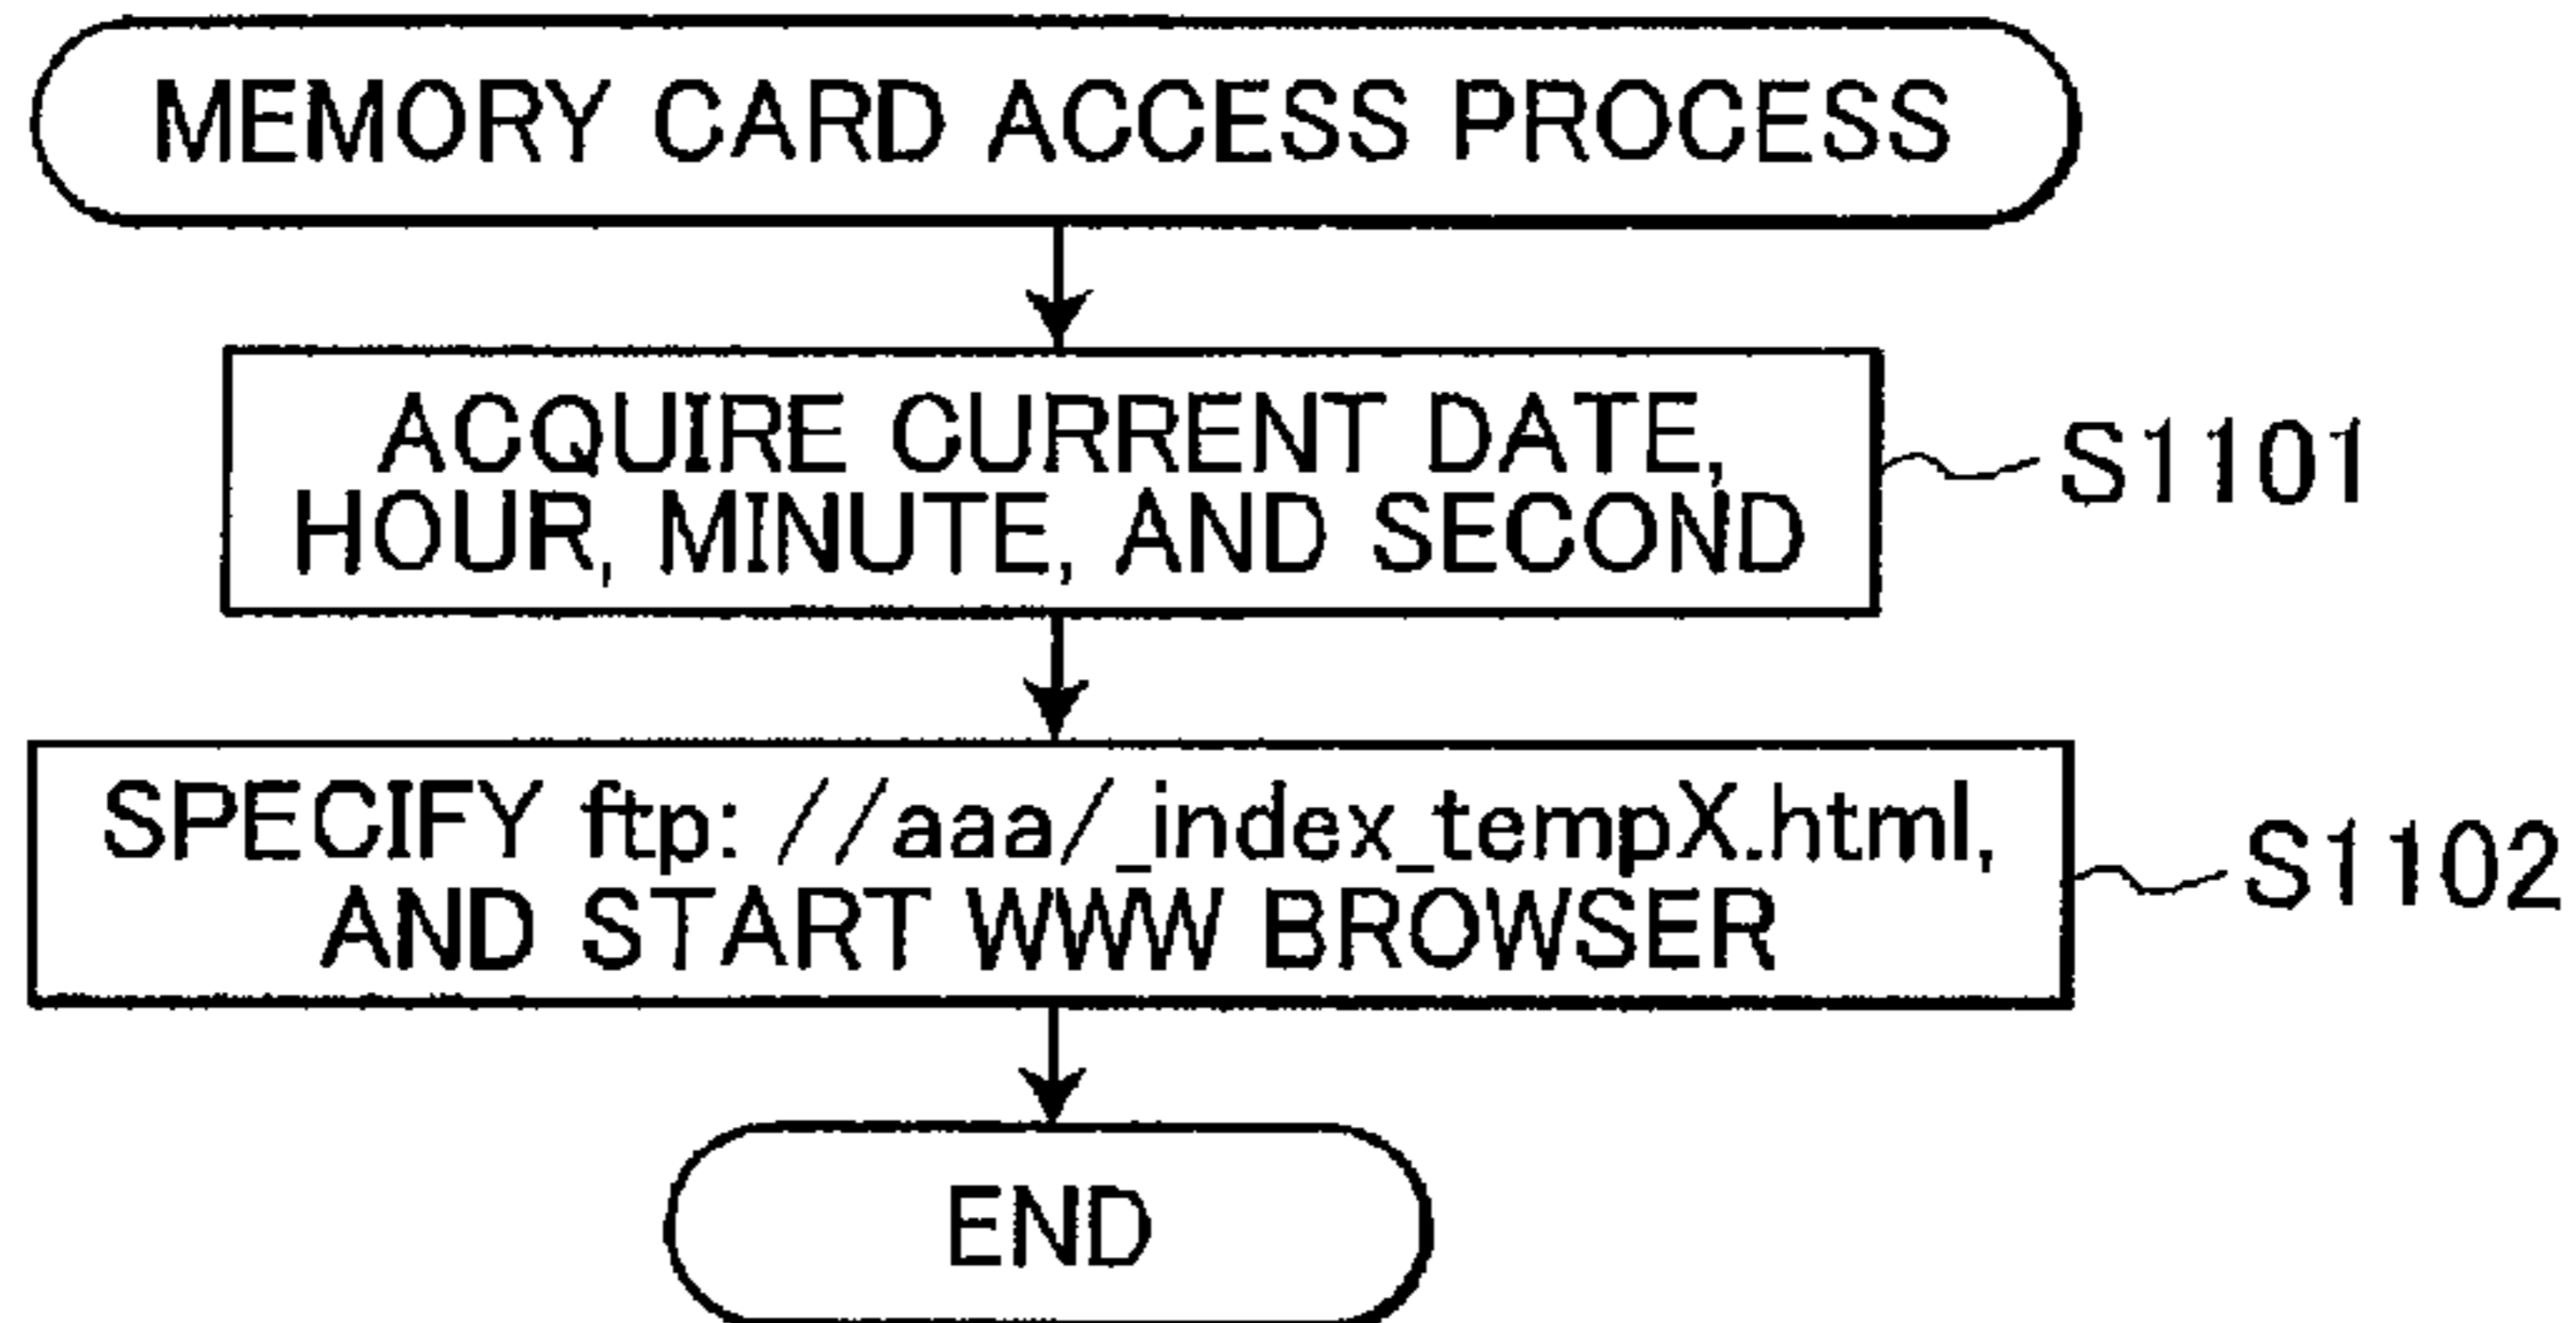 MEMORY CARD ACCESS PROCESS
ACQUIRE CURRENT DATE,
HOUR, MINUTE, AND SECOND
S1101
SPECIFY ftp: //aaa/_index_tempX.html,
AND START WWW BROWSER
S1102
END